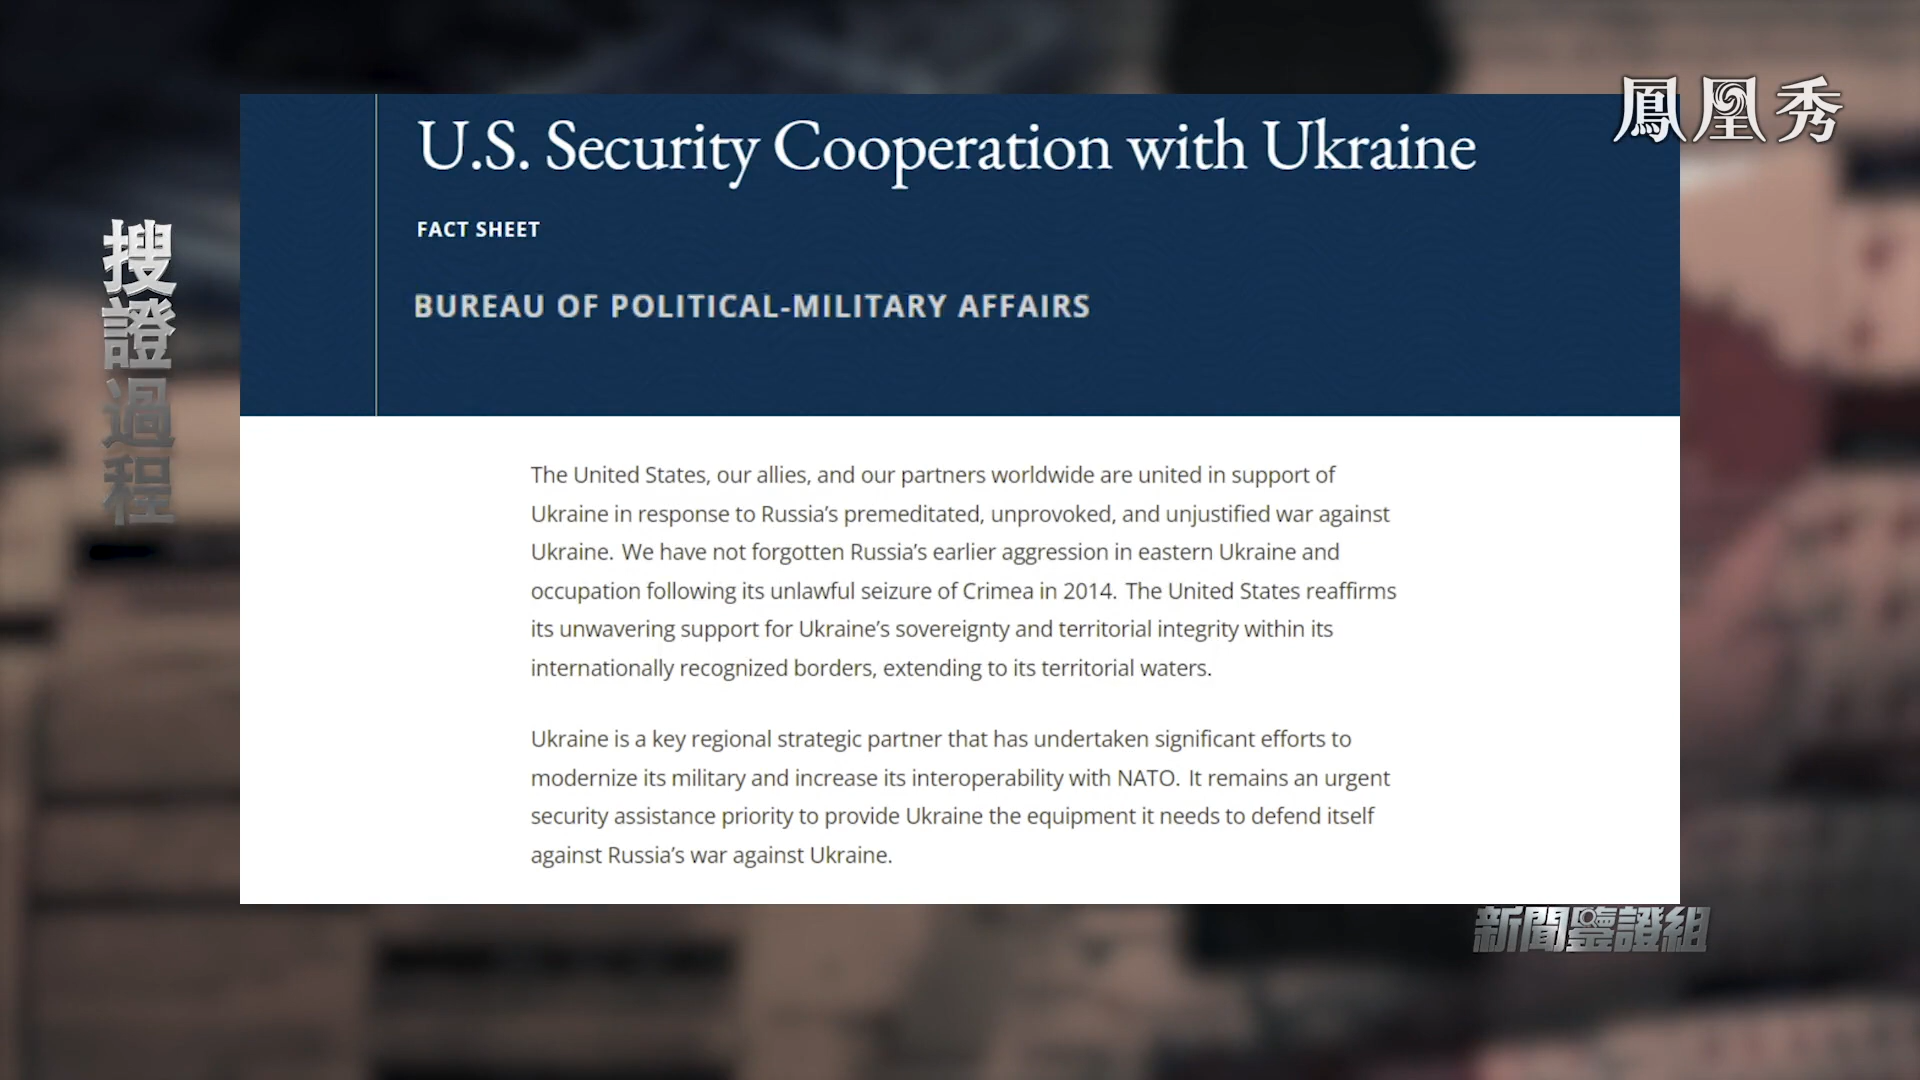 鳳凰秀
搜證過程
U.S. Security Cooperation with Ukraine
FACT SHEET
BUREAU OF POLITICAL-MILITARY AFFAIRS
The United States, our allies, and our partners worldwide are united in support of
Ukraine in response to Russia’s premeditated, unprovoked, and unjustified war against
Ukraine. We have not forgotten Russia’s earlier aggression in eastern Ukraine and
occupation following its unlawful seizure of Crimea in 2014. The United States reaffirms
its unwavering support for Ukraine’s sovereignty and territorial integrity within its
internationally recognized borders, extending to its territorial waters.
Ukraine is a key regional strategic partner that has undertaken significant efforts to
modernize its military and increase its interoperability with NATO. It remains an urgent
security assistance priority to provide Ukraine the equipment it needs to defend itself
against Russia’s war against Ukraine.
新聞鑒證組